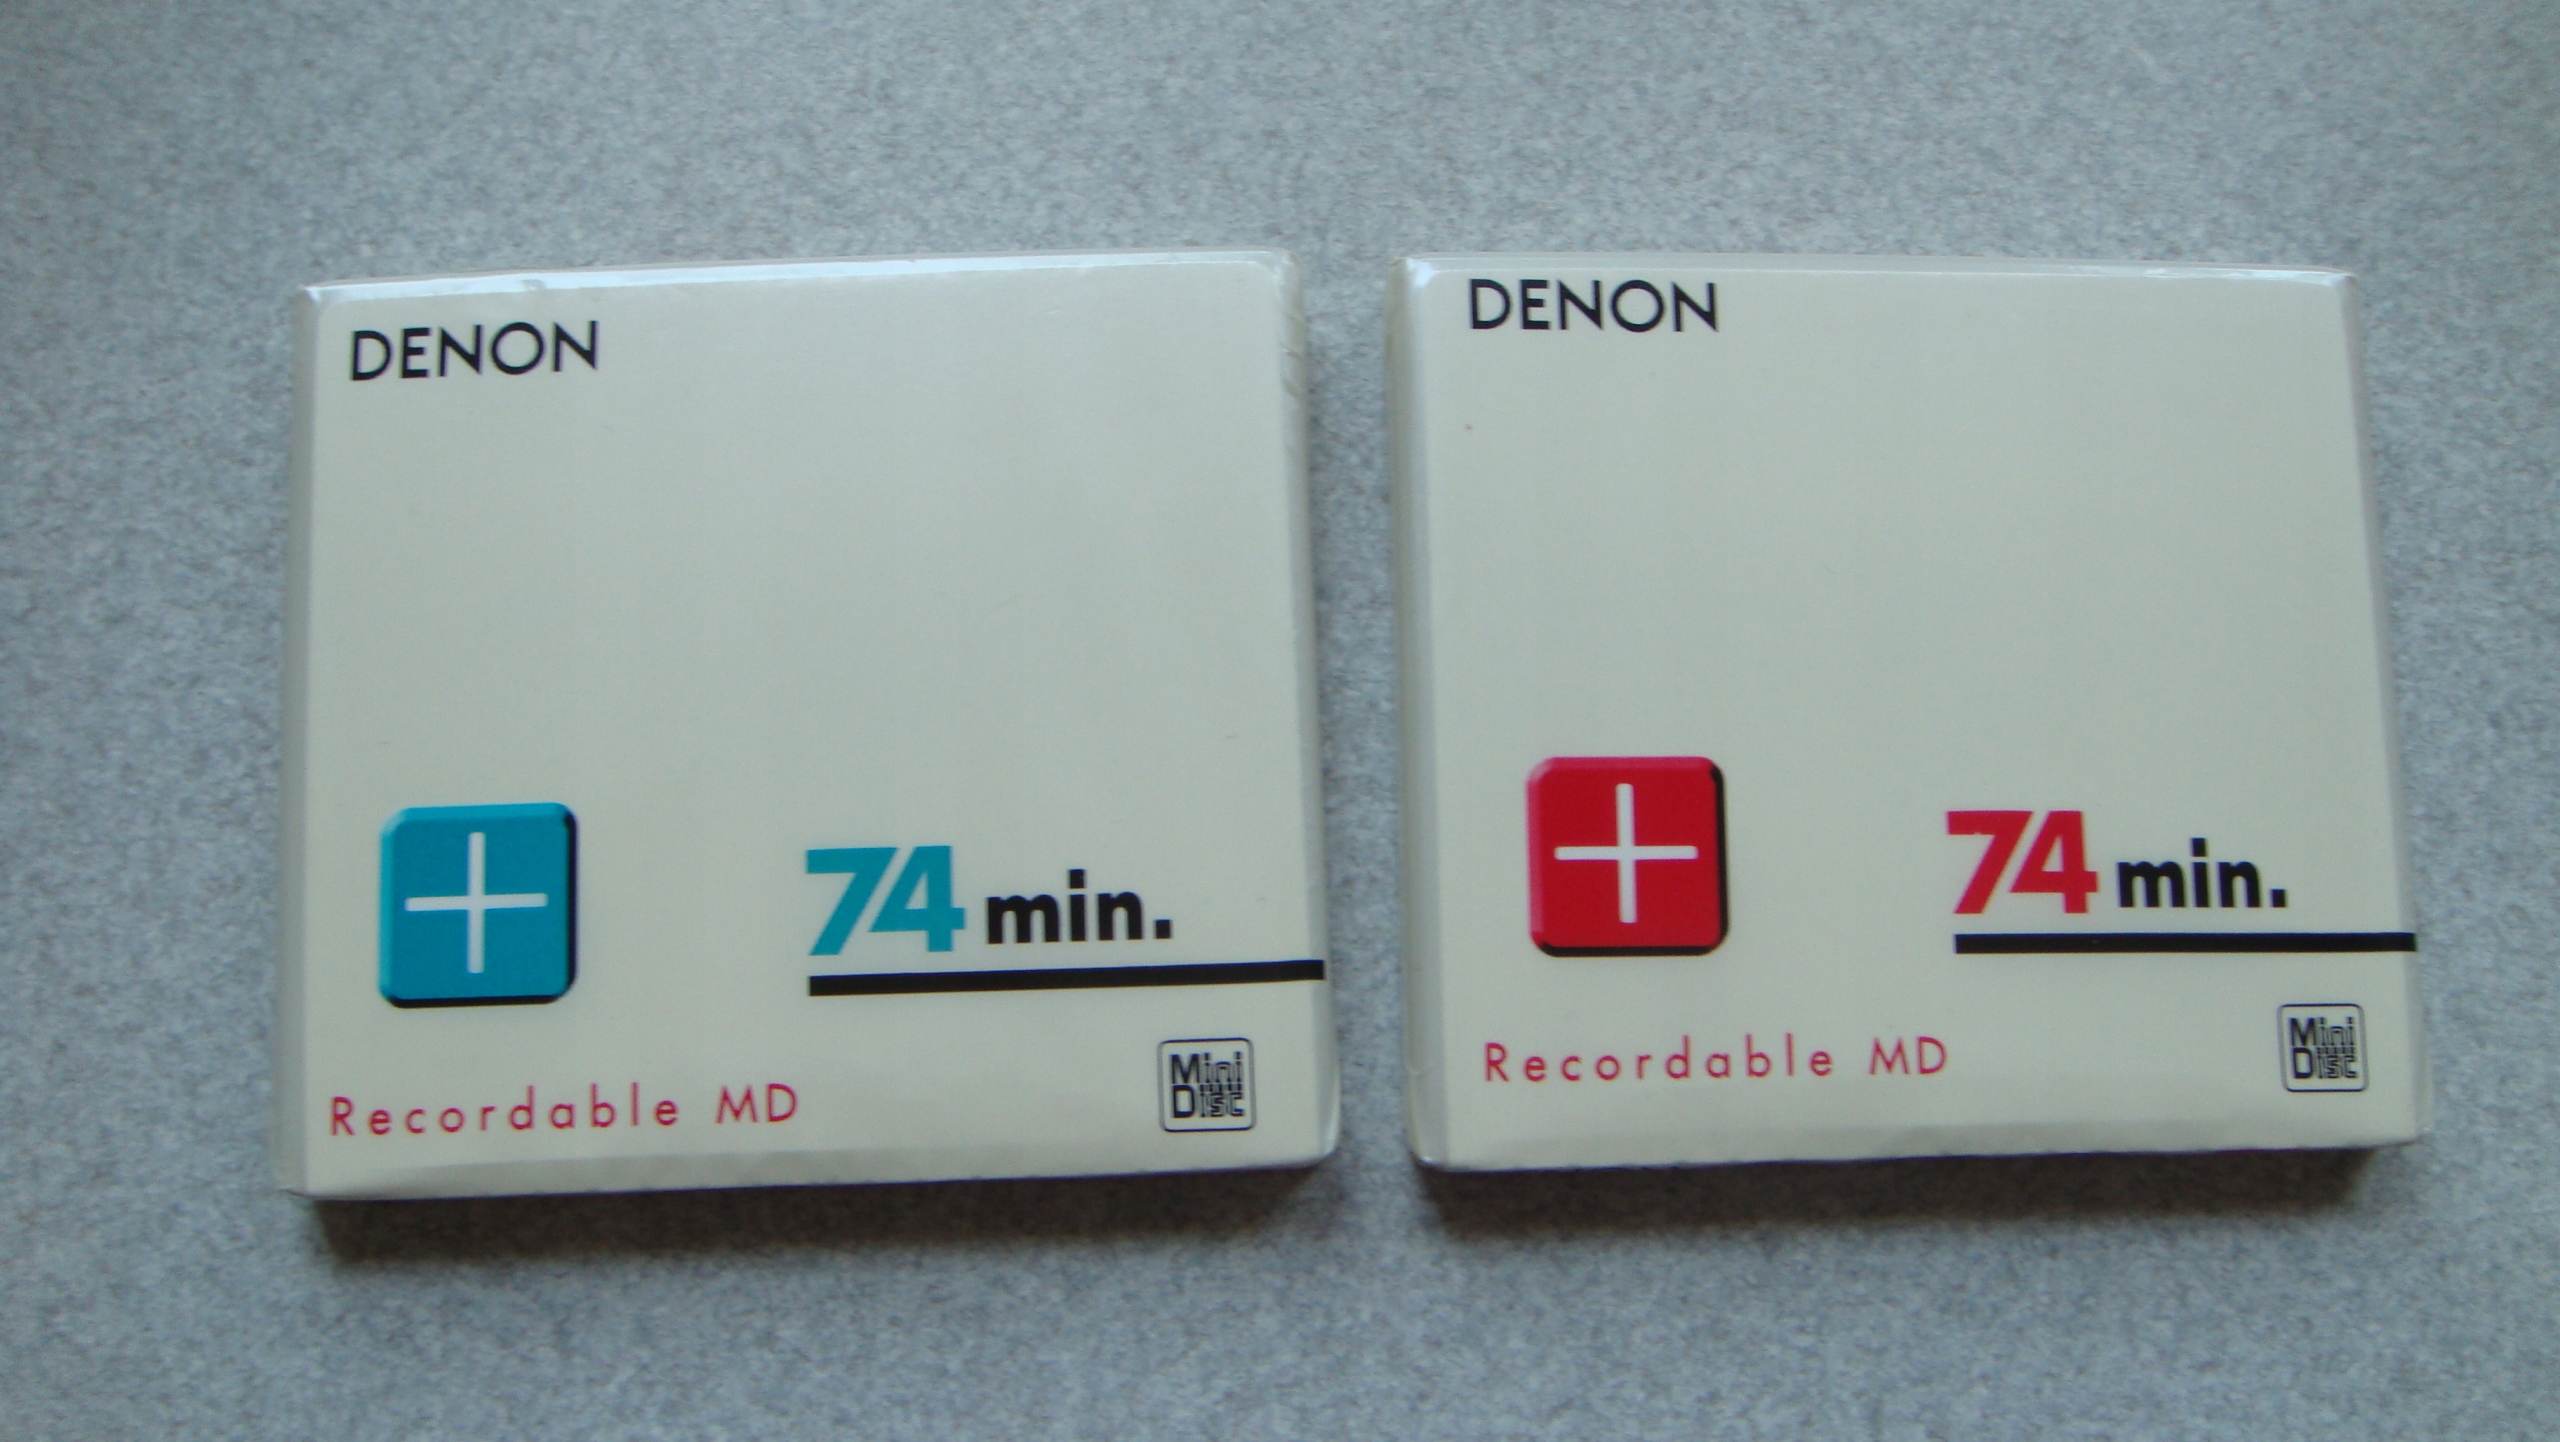 DENON
74 min.
Recordable MD
Mini
Disc
DENON
74 min.
Recordable MD
Mini
Disc